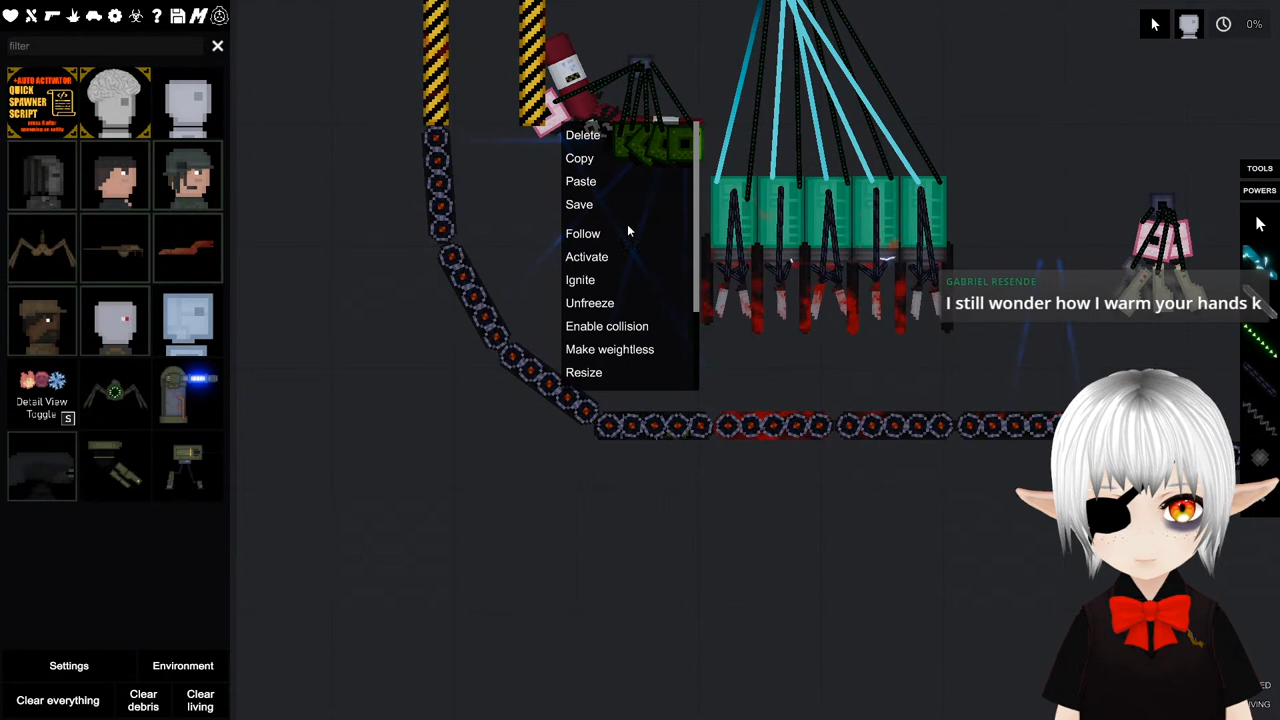 filter
0%
+AUTO ACTIVATOR
QUICK
SPAWNER
SCRIPT
Delete
Copy
Paste
Save
Follow
Activate
Ignite
Unfreeze
Enable collision
Make weightless
Resize
TOOLS
POWERS
GABRIEL RESENDE
I still wonder how I warm your hands k
Detail View
Toggle
S
Settings
Environment
Clear everything
Clear
debris
Clear
living